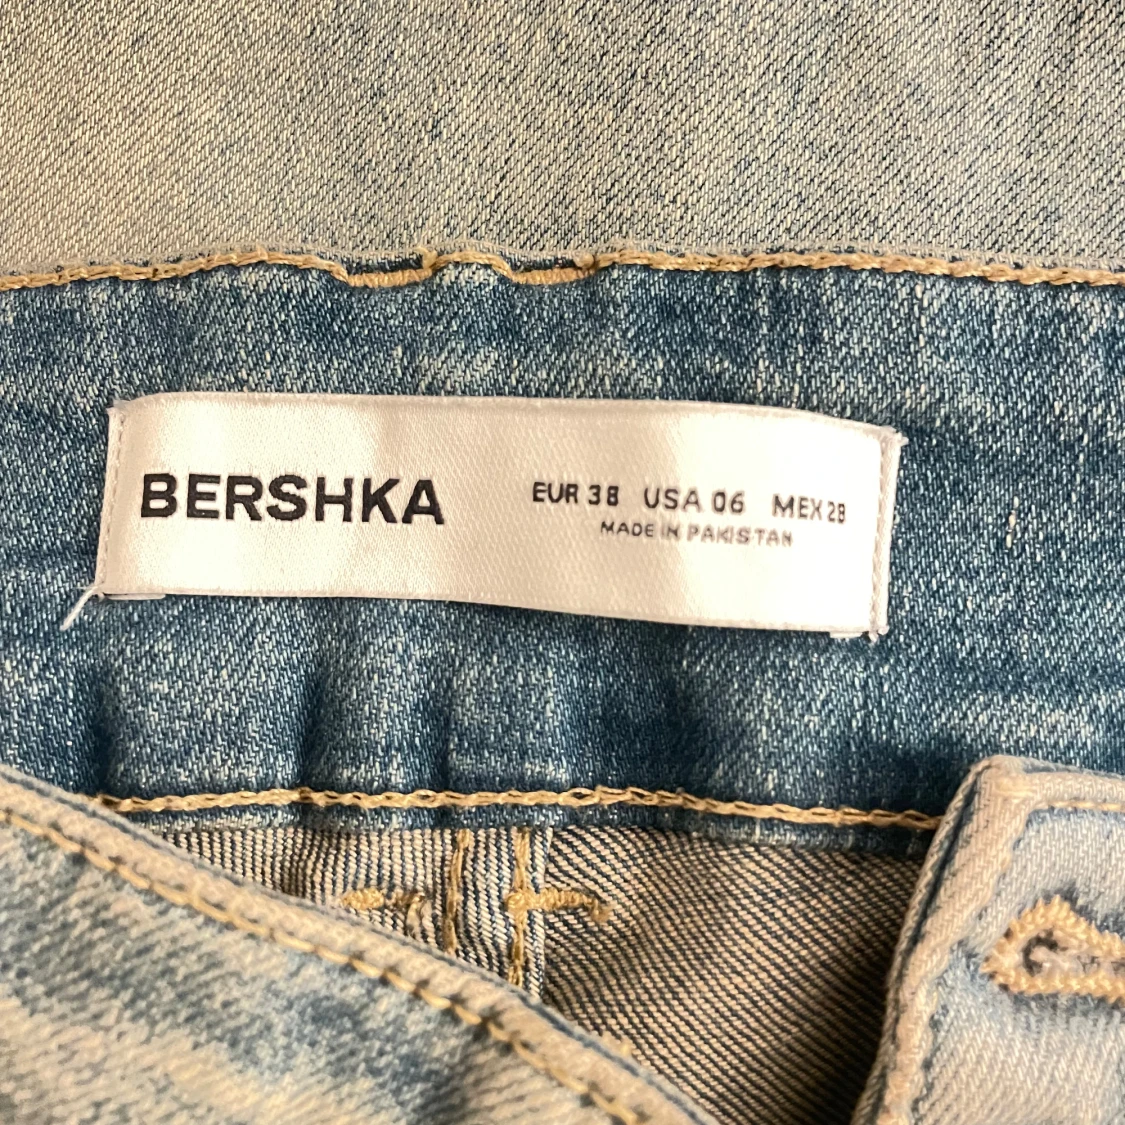 BERSHKA
EUR 38 USA 06 MEX 28
MADE IN PAKISTAN